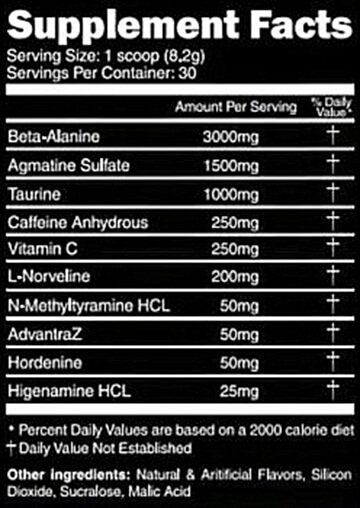 Supplement Facts
Serving Size: 1 scoop (8.2g)
Servings Per Container: 30
Amount Per Serving % Daily Value*
Beta-Alanine 3000mg †
Agmatine Sulfate 1500mg †
Taurine 1000mg †
Caffeine Anhydrous 250mg †
Vitamin C 250mg †
L-Norveline 200mg †
N-Methyltyramine HCL 50mg †
AdvantraZ 50mg †
Hordenine 50mg †
Higenamine HCL 25mg †
* Percent Daily Values are based on a 2000 calorie diet
† Daily Value Not Established
Other ingredients: Natural & Aritificial Flavors, Silicon
Dioxide, Sucralose, Malic Acid